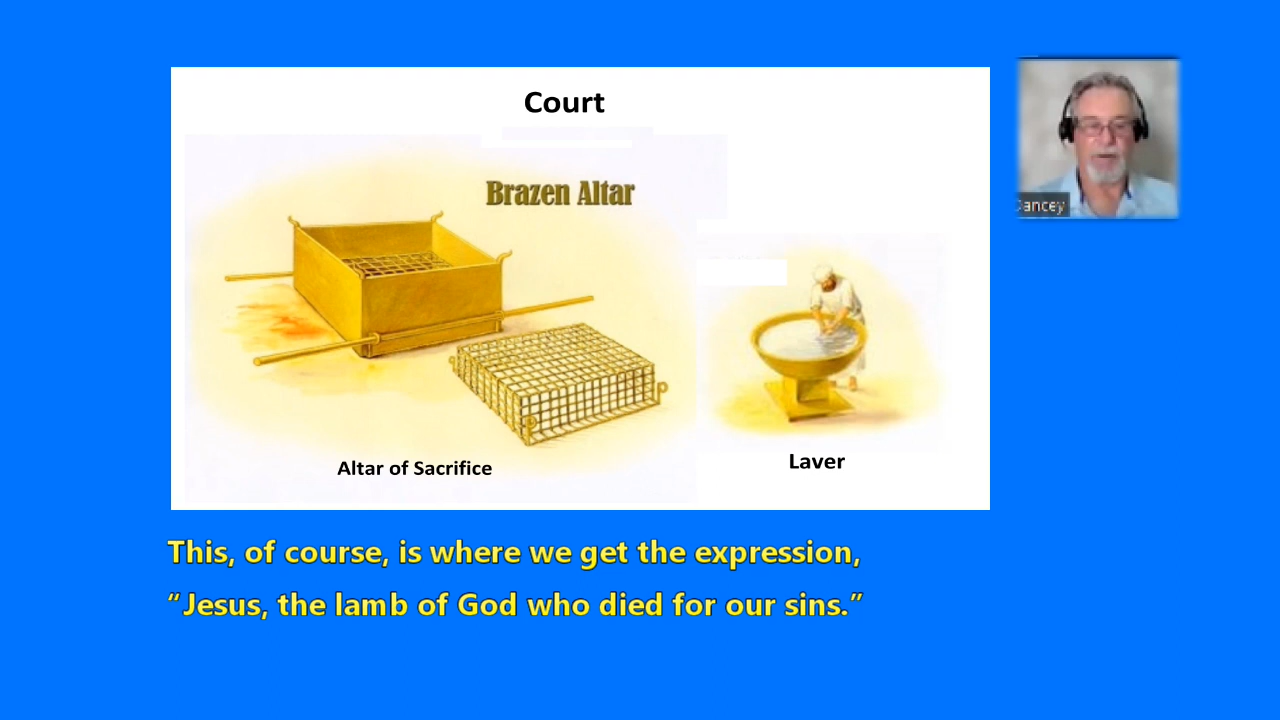 Court
Brazen Altar
Altar of Sacrifice
Laver
Dancey
This, of course, is where we get the expression,
“Jesus, the lamb of God who died for our sins.”